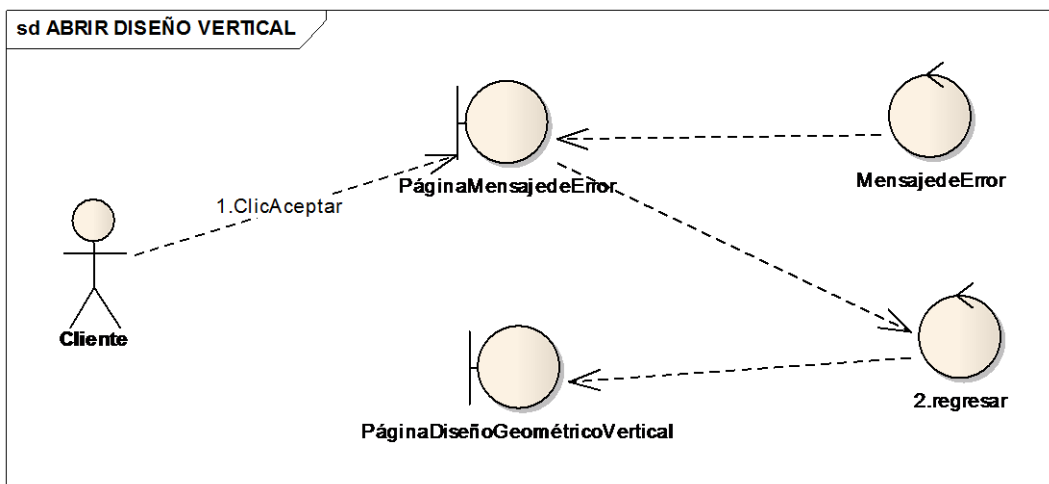 sd ABRIR DISEÑO VERTICAL
PáginaMensajedeError
MensajedeError
1.ClicAceptar
Cliente
2.regresar
PáginaDiseñoGeométricoVertical